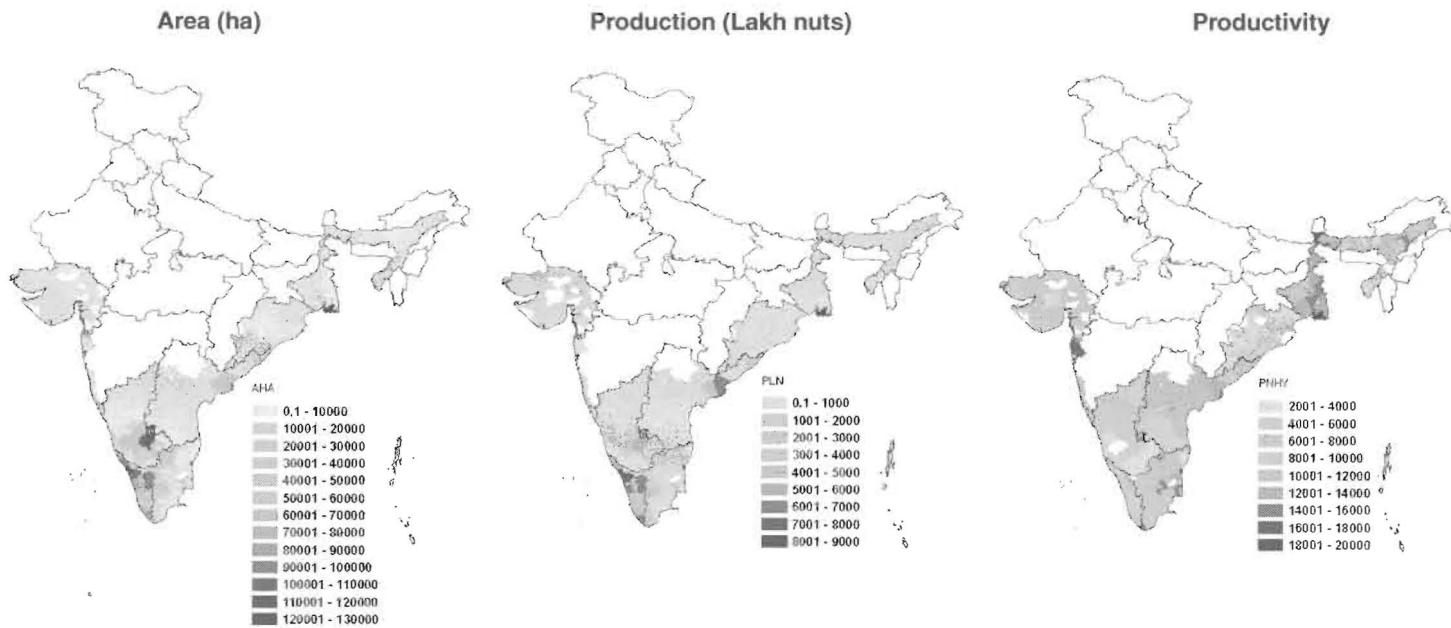 Area (ha)
Production (Lakh nuts)
Productivity
AHA
0.1 - 10000
10001 - 20000
20001 - 30000
30001 - 40000
40001 - 50000
50001 - 60000
60001 - 70000
70001 - 80000
80001 - 90000
90001 - 100000
100001 - 110000
110001 - 120000
120001 - 130000
PLN
0.1 - 1000
1001 - 2000
2001 - 3000
3001 - 4000
4001 - 5000
5001 - 6000
6001 - 7000
7001 - 8000
8001 - 9000
PNHY
2001 - 4000
4001 - 6000
6001 - 8000
8001 - 10000
10001 - 12000
12001 - 14000
14001 - 16000
16001 - 18000
18001 - 20000